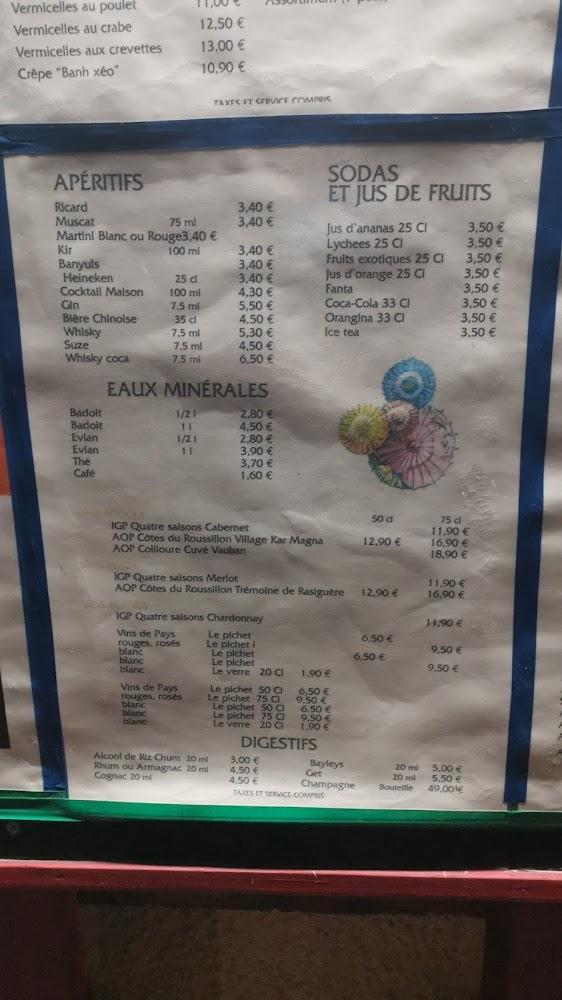 Vermicelles au poulet 11,00 €
Vermicelles au crabe 12,50 €
Vermicelles aux crevettes 13,00 €
Crêpe "Banh xéo" 10,90 €
TAXES ET SERVICE COMPRIS
APÉRITIFS
Ricard 3,40 €
Muscat 75 ml 3,40 €
Martini Blanc ou Rouge3,40 €
Kir 100 ml 3,40 €
Banyuls 3,40 €
Heineken 25 cl 3,40 €
Cocktail Maison 100 ml 4,30 €
Gin 7,5 ml 5,50 €
Bière Chinoise 35 cl 4,50 €
Whisky 7,5 ml 5,30 €
Suze 7,5 ml 4,50 €
Whisky coca 7,5 ml 6,50 €
SODAS
ET JUS DE FRUITS
Jus d'ananas 25 Cl 3,50 €
Lychees 25 Cl 3,50 €
Fruits exotiques 25 Cl 3,50 €
Jus d'orange 25 Cl 3,50 €
Fanta 3,50 €
Coca-Cola 33 Cl 3,50 €
Orangina 33 Cl 3,50 €
Ice tea 3,50 €
EAUX MINÉRALES
Badoit 1/2 l 2,80 €
Badoit 1 l 4,50 €
Evian 1/2 l 2,80 €
Evian 1 l 3,90 €
Thé 3,70 €
Café 1,60 €
50 cl 75 cl
IGP Quatre saisons Cabernet 11,90 €
AOP Côtes du Roussillon Village Kar Magna 12,90 € 16,90 €
AOP Collioure Cuvé Vauban 18,90 €
IGP Quatre saisons Merlot 11,90 €
AOP Côtes du Roussillon Trémoine de Rasiguère 12,90 € 16,90 €
IGP Quatre saisons Chardonnay 11,90 €
Vins de Pays Le pichet 6,50 €
rouges, rosés Le pichet l 9,50 €
blanc Le pichet 6,50 €
blanc Le pichet 9,50 €
blanc Le verre 20 Cl 1,90 €
Vins de Pays Le pichet 50 Cl 6,50 €
rouges, rosés Le pichet 75 Cl 9,50 €
blanc Le pichet 50 Cl 6,50 €
blanc Le pichet 75 Cl 9,50 €
blanc Le verre 20 Cl 1,90 €
DIGESTIFS
Alcool de Riz Chum 20 ml 3,00 €
Rhum ou Armagnac 20 ml 4,50 €
Cognac 20 ml 4,50 €
Bayleys 20 ml 5,00 €
Get 20 ml 5,50 €
Champagne Bouteille 49,00 €
TAXES ET SERVICE COMPRIS